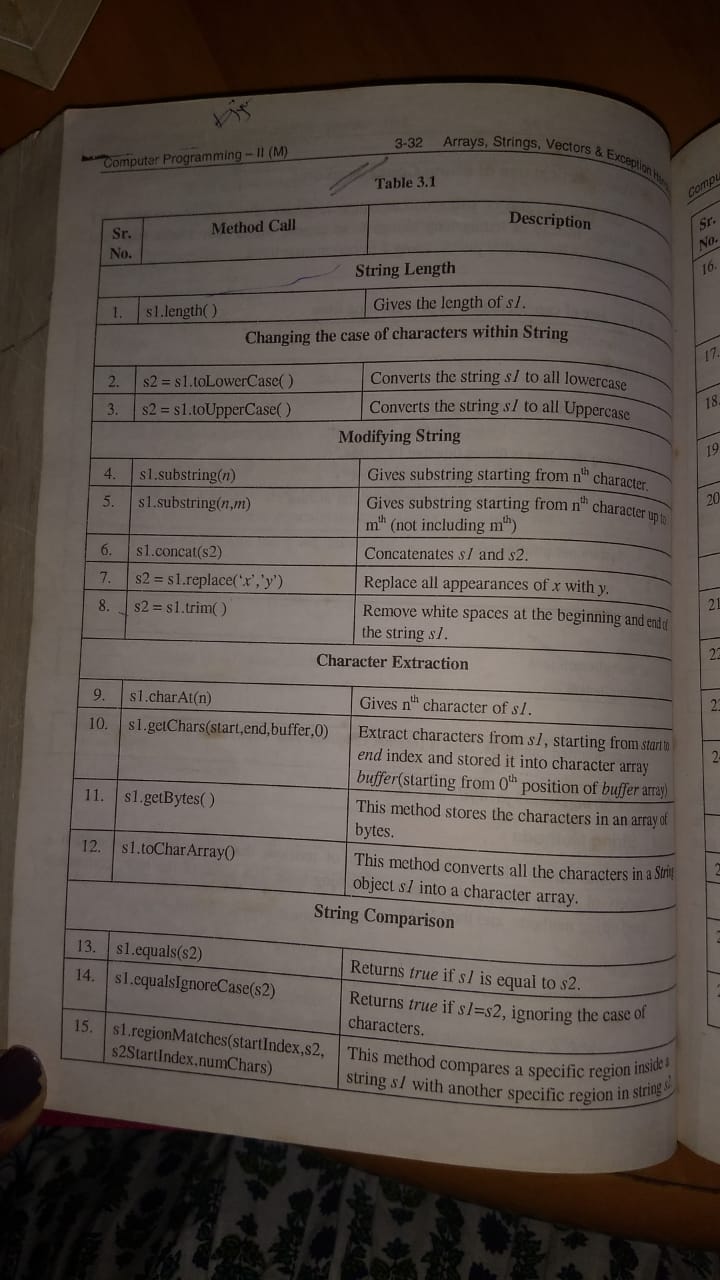 Computer Programming – II (M) 3-32 Arrays, Strings, Vectors & Exception
Table 3.1
Sr. No. Method Call Description
String Length
1. s1.length( ) Gives the length of s1.
Changing the case of characters within String
2. s2 = s1.toLowerCase( ) Converts the string s1 to all lowercase
3. s2 = s1.toUpperCase( ) Converts the string s1 to all Uppercase
Modifying String
4. s1.substring(n) Gives substring starting from nth character.
5. s1.substring(n,m) Gives substring starting from nth character up to
mth (not including mth)
6. s1.concat(s2) Concatenates s1 and s2.
7. s2 = s1.replace(‘x’,’y’) Replace all appearances of x with y.
8. s2 = s1.trim( ) Remove white spaces at the beginning and end of
the string s1.
Character Extraction
9. s1.charAt(n) Gives nth character of s1.
10. s1.getChars(start,end,buffer,0) Extract characters from s1, starting from start to
end index and stored it into character array
buffer(starting from 0th position of buffer array)
11. s1.getBytes( ) This method stores the characters in an array of
bytes.
12. s1.toCharArray() This method converts all the characters in a String
object s1 into a character array.
String Comparison
13. s1.equals(s2) Returns true if s1 is equal to s2.
14. s1.equalsIgnoreCase(s2) Returns true if s1=s2, ignoring the case of
characters.
15. s1.regionMatches(startIndex,s2, This method compares a specific region inside a
s2StartIndex,numChars) string s1 with another specific region in string
Compu
Sr.
No.
16.
17.
18.
19
20
21
22